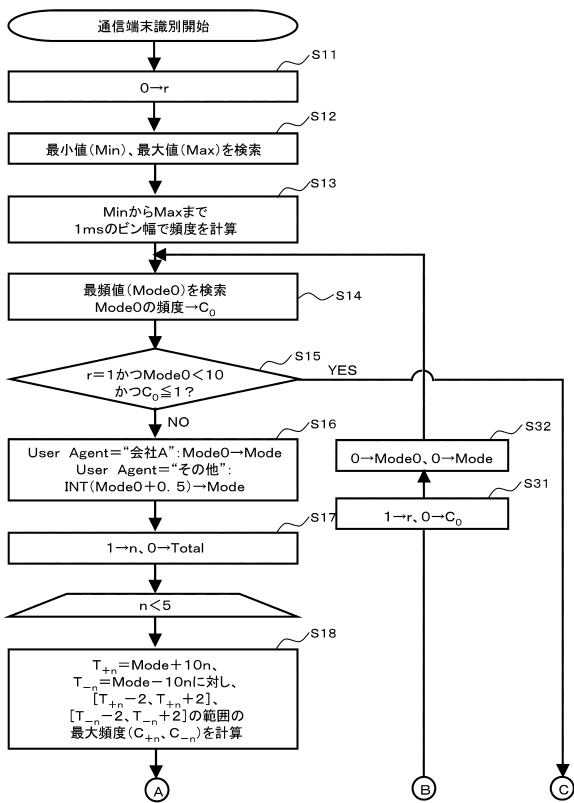 通信端末識別開始
S11
0→r
S12
最小値(Min)、最大値(Max)を検索
S13
MinからMaxまで
1msのビン幅で頻度を計算
最頻値(Mode0)を検索
Mode0の頻度→C₀
S14
S15
r=1かつMode0<10
かつC₀≦1?
YES
NO
S16
User Agent=“会社A”:Mode0→Mode
User Agent=“その他”:
INT(Mode0+0.5)→Mode
S32
0→Mode0、0→Mode
S31
1→r、0→C₀
S17
1→n、0→Total
n<5
S18
T₊ₙ=Mode+10n、
T₋ₙ=Mode-10nに対し、
[T₊ₙ-2、T₊ₙ+2]、
[T₋ₙ-2、T₋ₙ+2]の範囲の
最大頻度(C₊ₙ、C₋ₙ)を計算
A
B
C